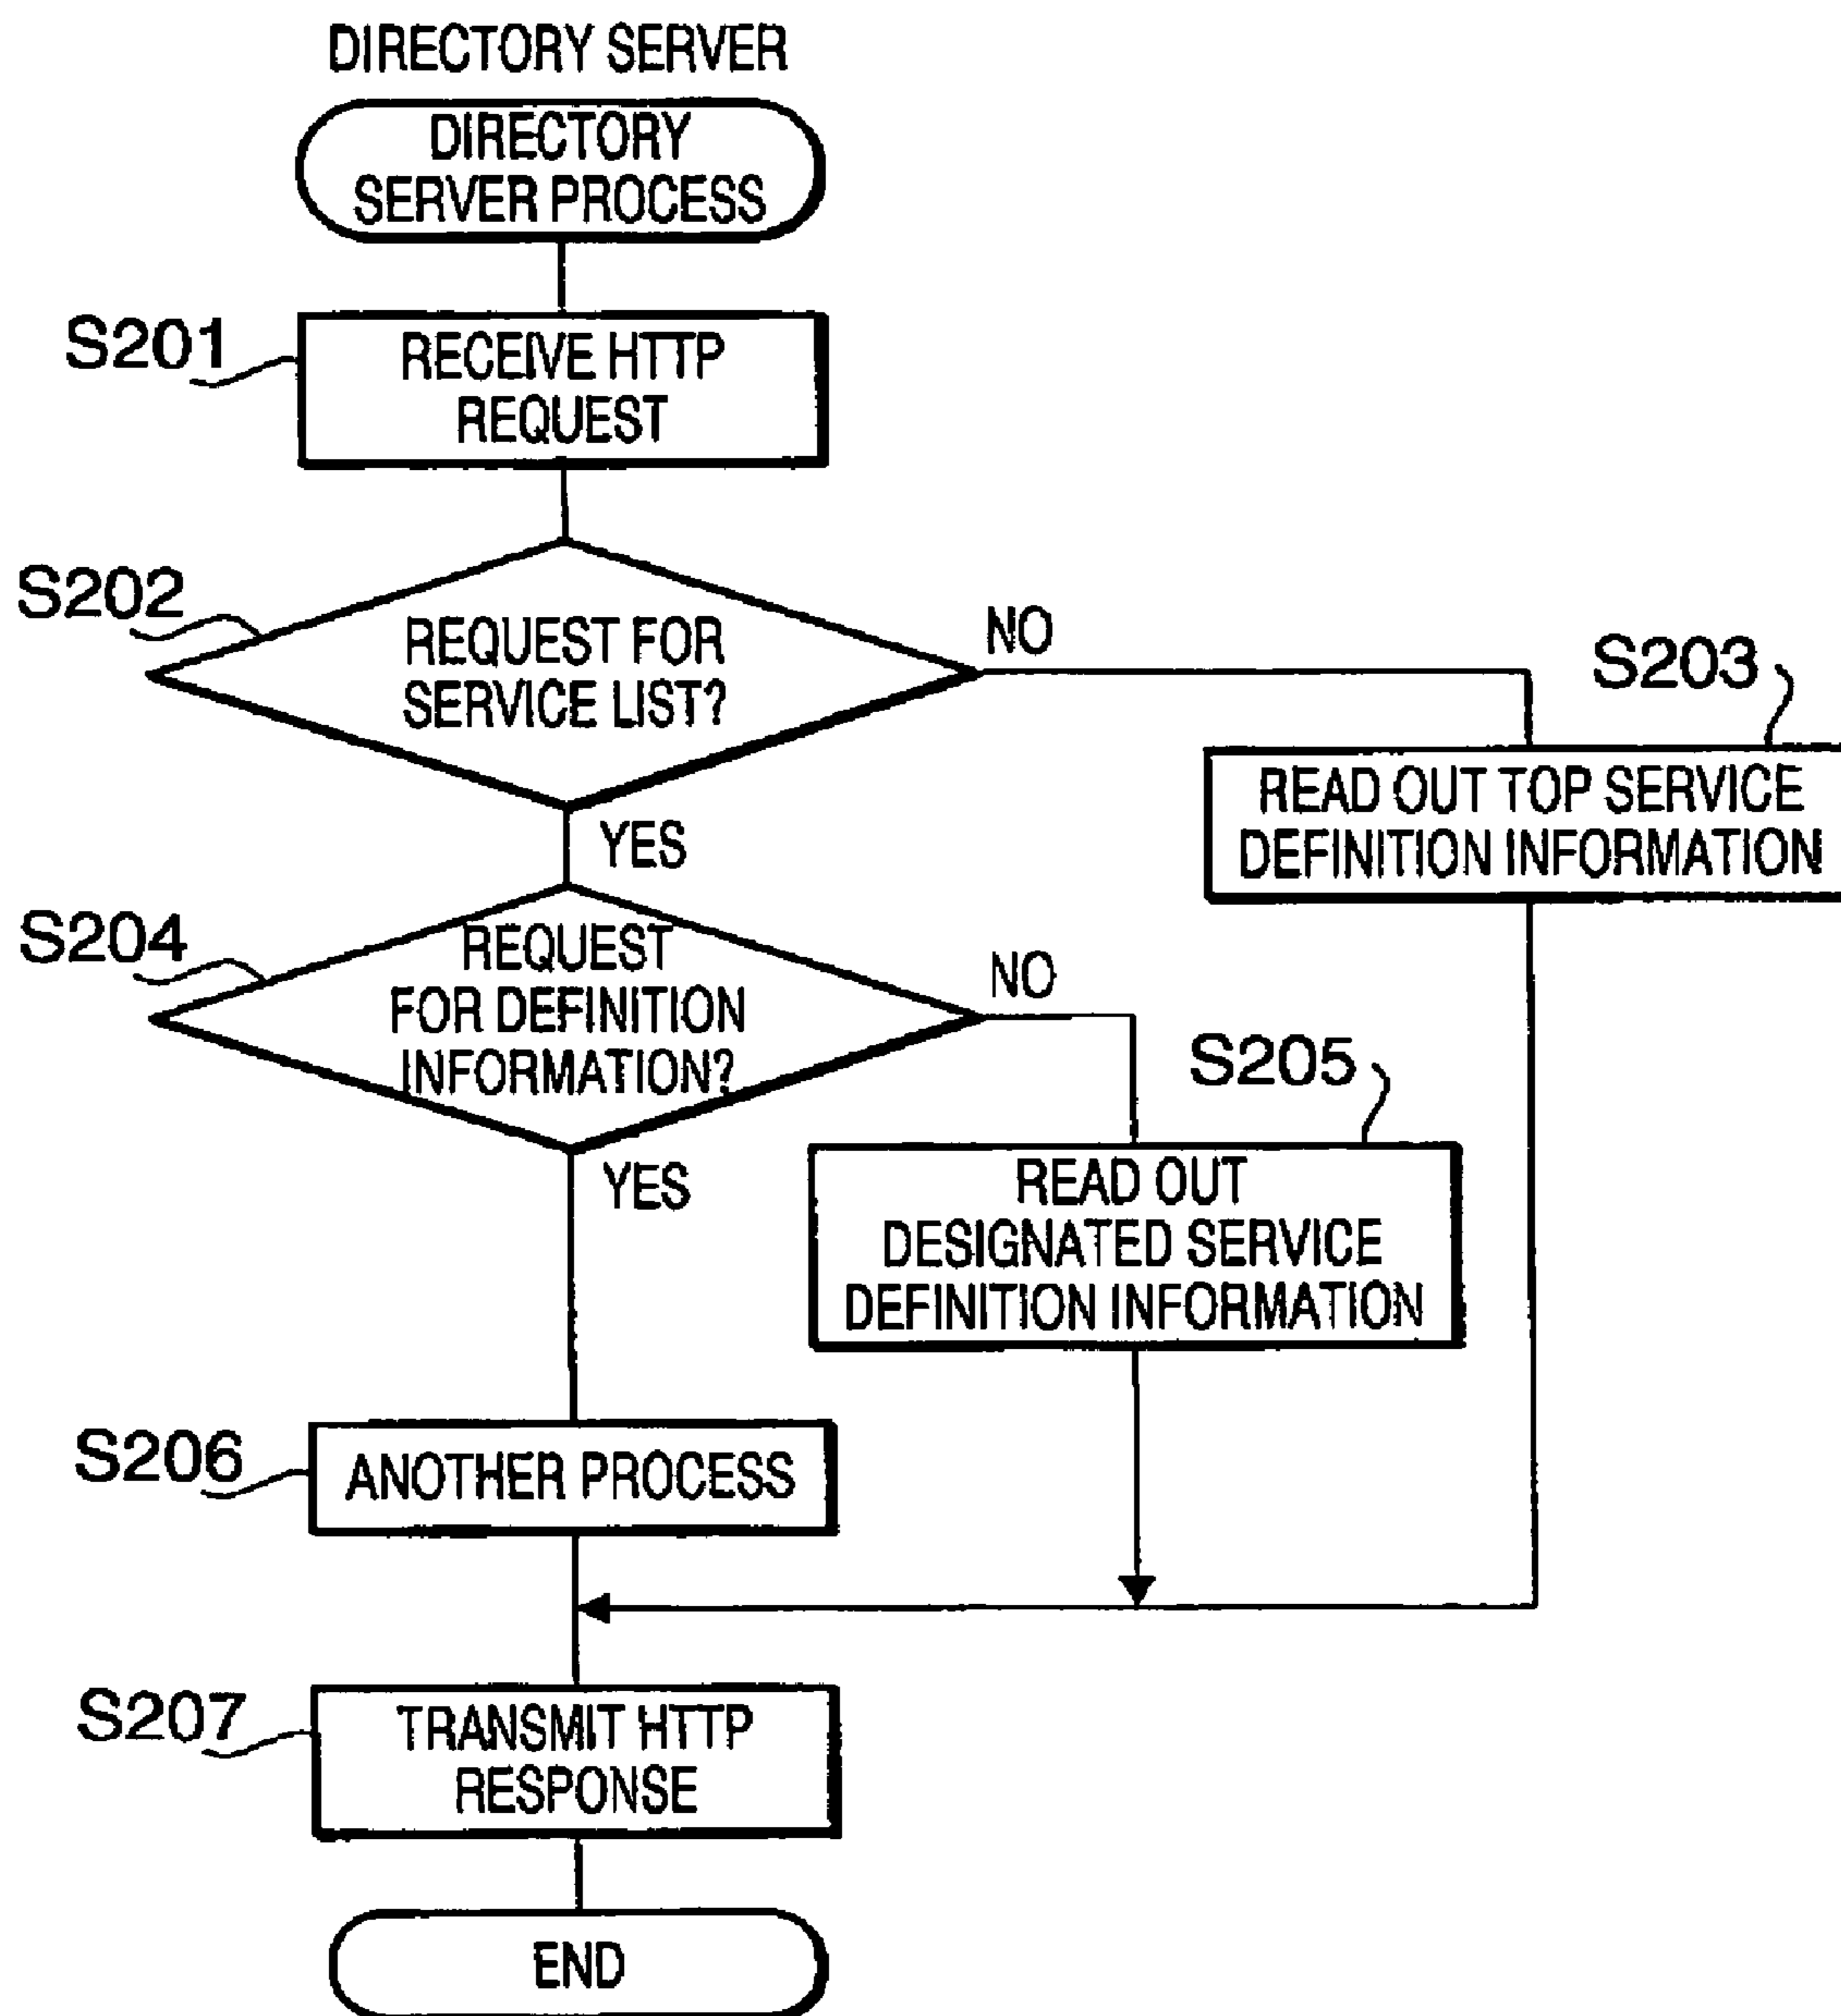 DIRECTORY SERVER
DIRECTORY
SERVER PROCESS
S201
RECEIVE HTTP
REQUEST
S202
REQUEST FOR
SERVICE LIST?
NO
YES
S203
READ OUT TOP SERVICE
DEFINITION INFORMATION
S204
REQUEST
FOR DEFINITION
INFORMATION?
NO
YES
S205
READ OUT
DESIGNATED SERVICE
DEFINITION INFORMATION
S206
ANOTHER PROCESS
S207
TRANSMIT HTTP
RESPONSE
END